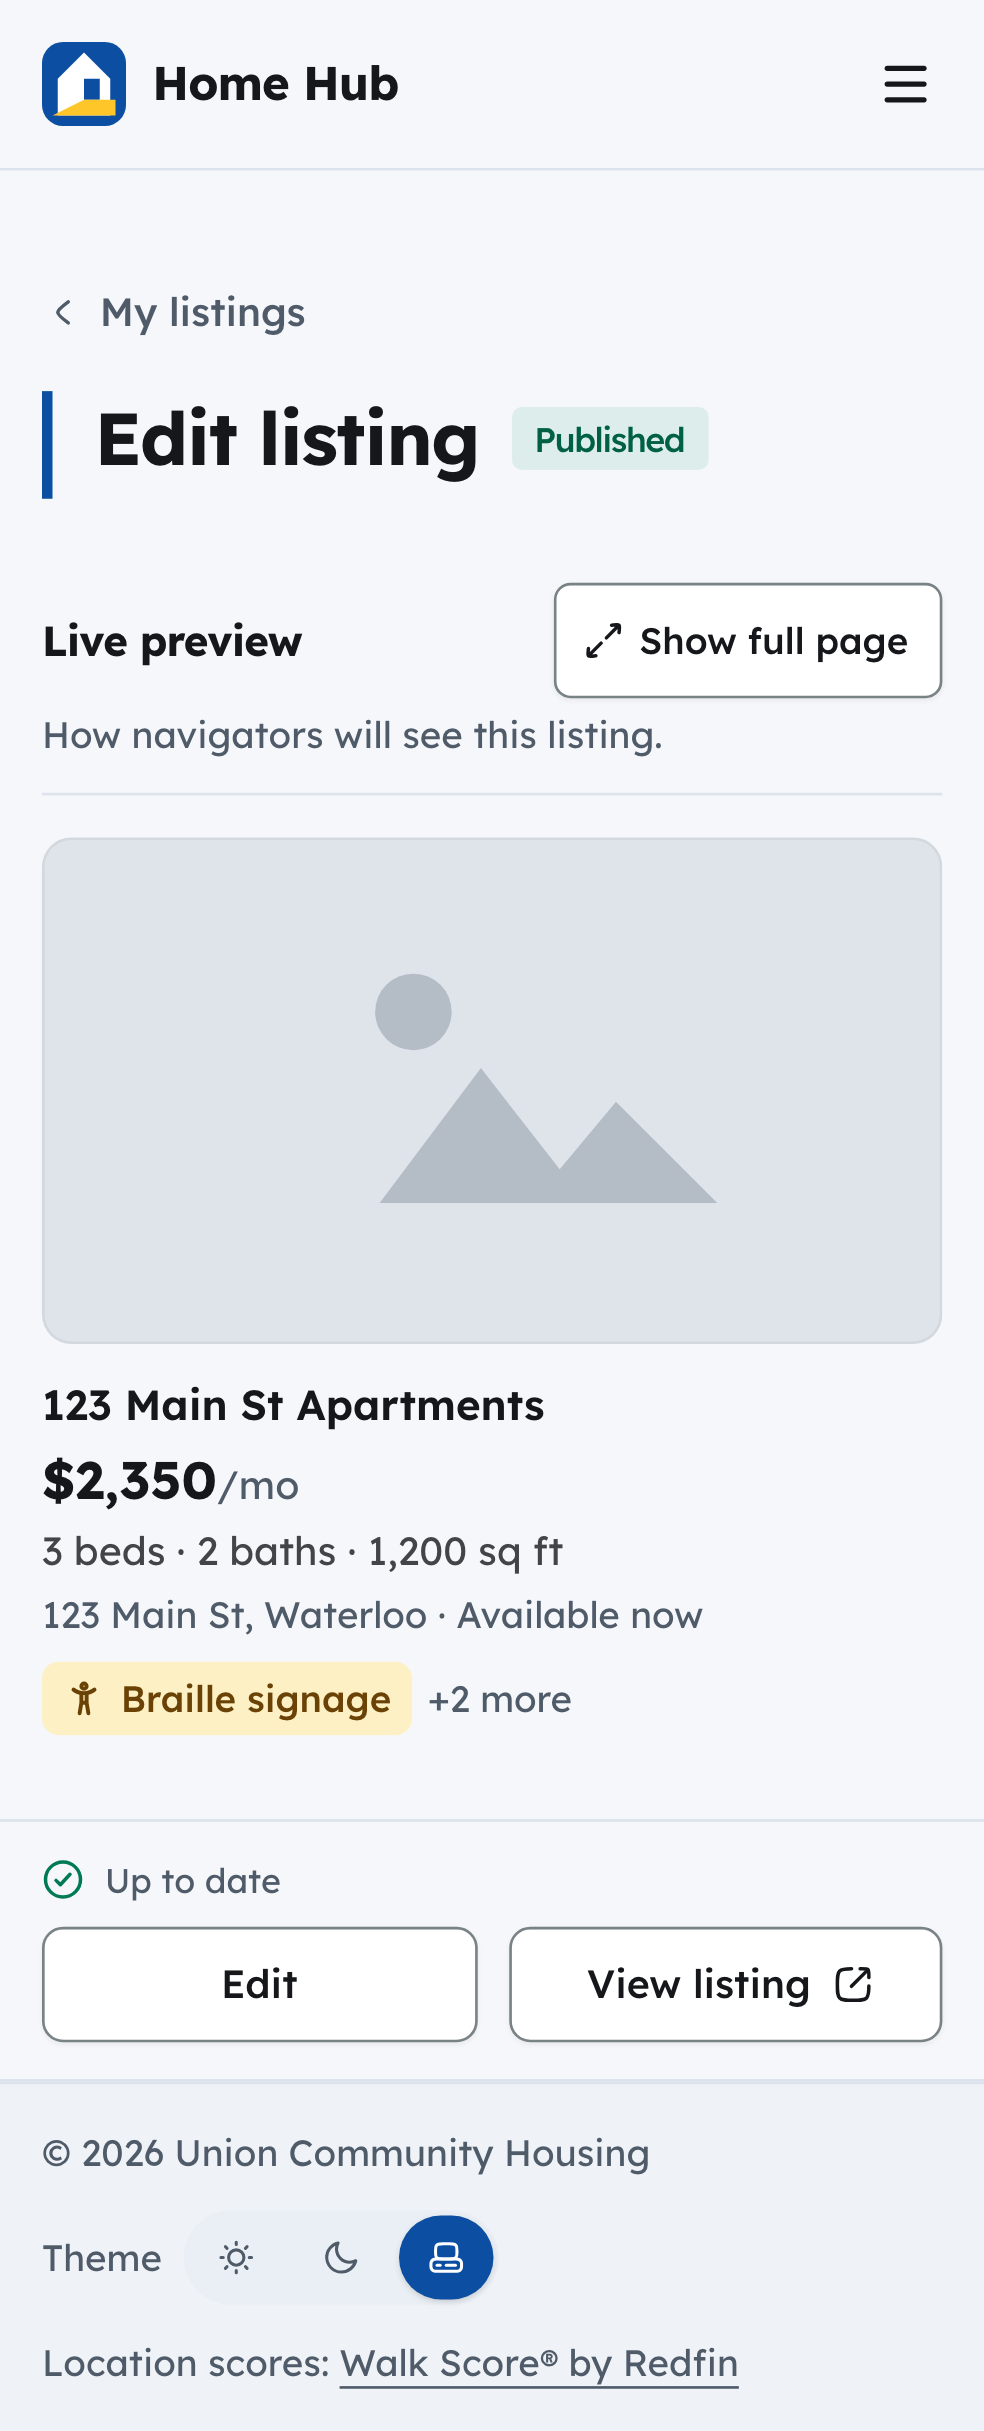 Home Hub
My listings
Edit listing
Published
Live preview
Show full page
How navigators will see this listing.
123 Main St Apartments
$2,350/mo
3 beds · 2 baths · 1,200 sq ft
123 Main St, Waterloo · Available now
Braille signage
+2 more
Up to date
Edit
View listing
© 2026 Union Community Housing
Theme
Location scores: Walk Score® by Redfin